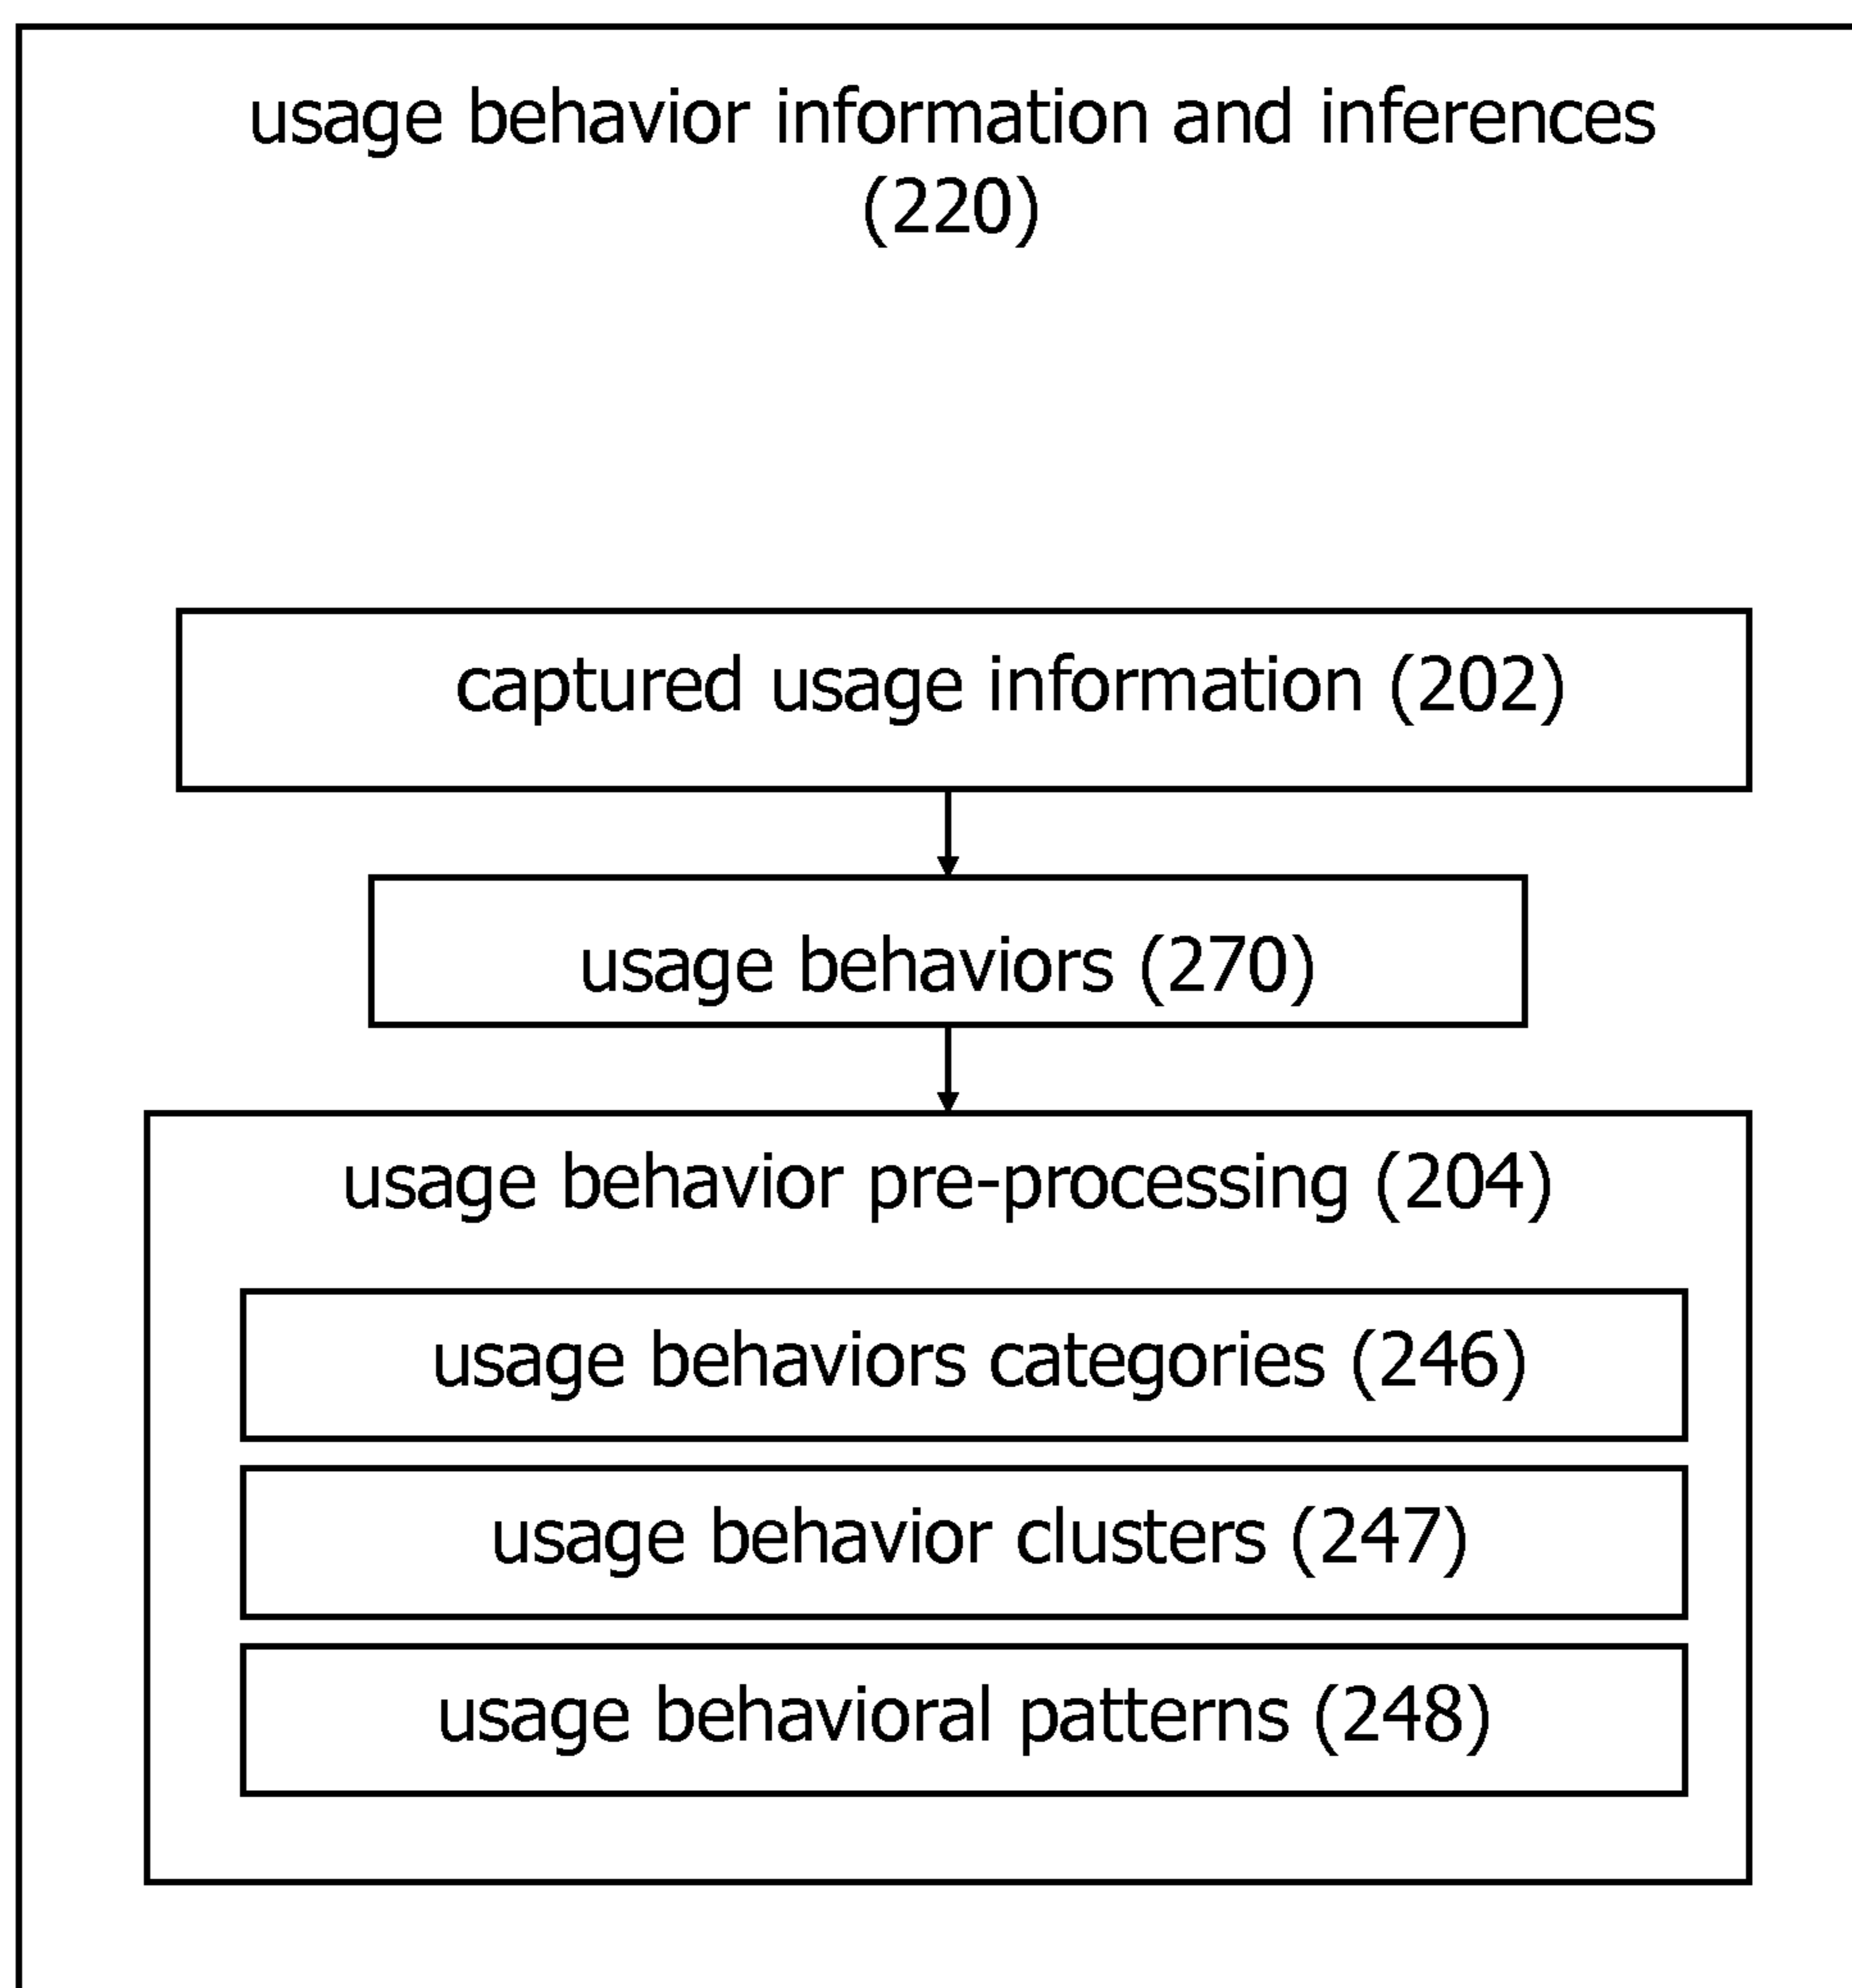 usage behavior information and inferences
(220)
captured usage information (202)
usage behaviors (270)
usage behavior pre-processing (204)
usage behaviors categories (246)
usage behavior clusters (247)
usage behavioral patterns (248)